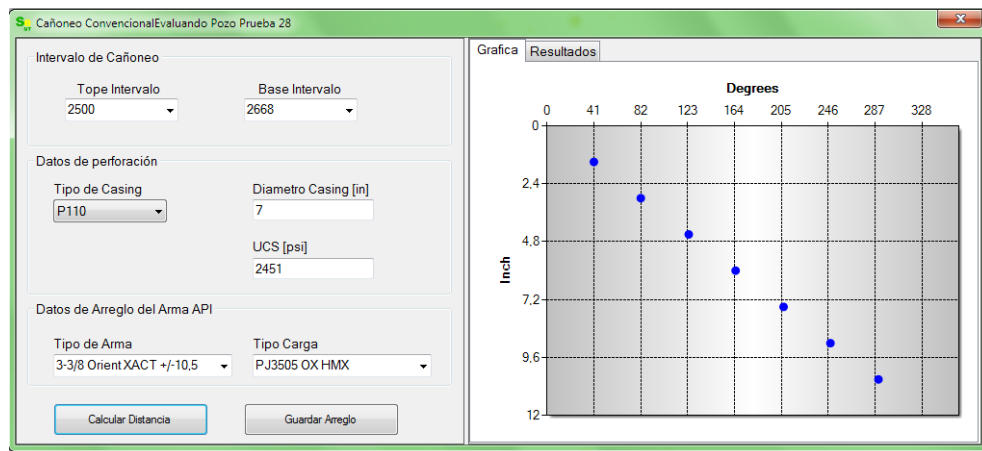 Cañoneo ConvencionalEvaluando Pozo Prueba 28
Intervalo de Cañoneo
Tope Intervalo Base Intervalo
2500 2668
Datos de perforación
Tipo de Casing Diametro Casing [in]
P110 7
UCS [psi]
2451
Datos de Arreglo del Arma API
Tipo de Arma Tipo Carga
3-3/8 Orient XACT +/-10,5 PJ3505 OX HMX
Calcular Distancia Guardar Arreglo
Grafica Resultados
Degrees
0 41 82 123 164 205 246 287 328
0
2,4
4,8
7,2
9,6
12
Inch